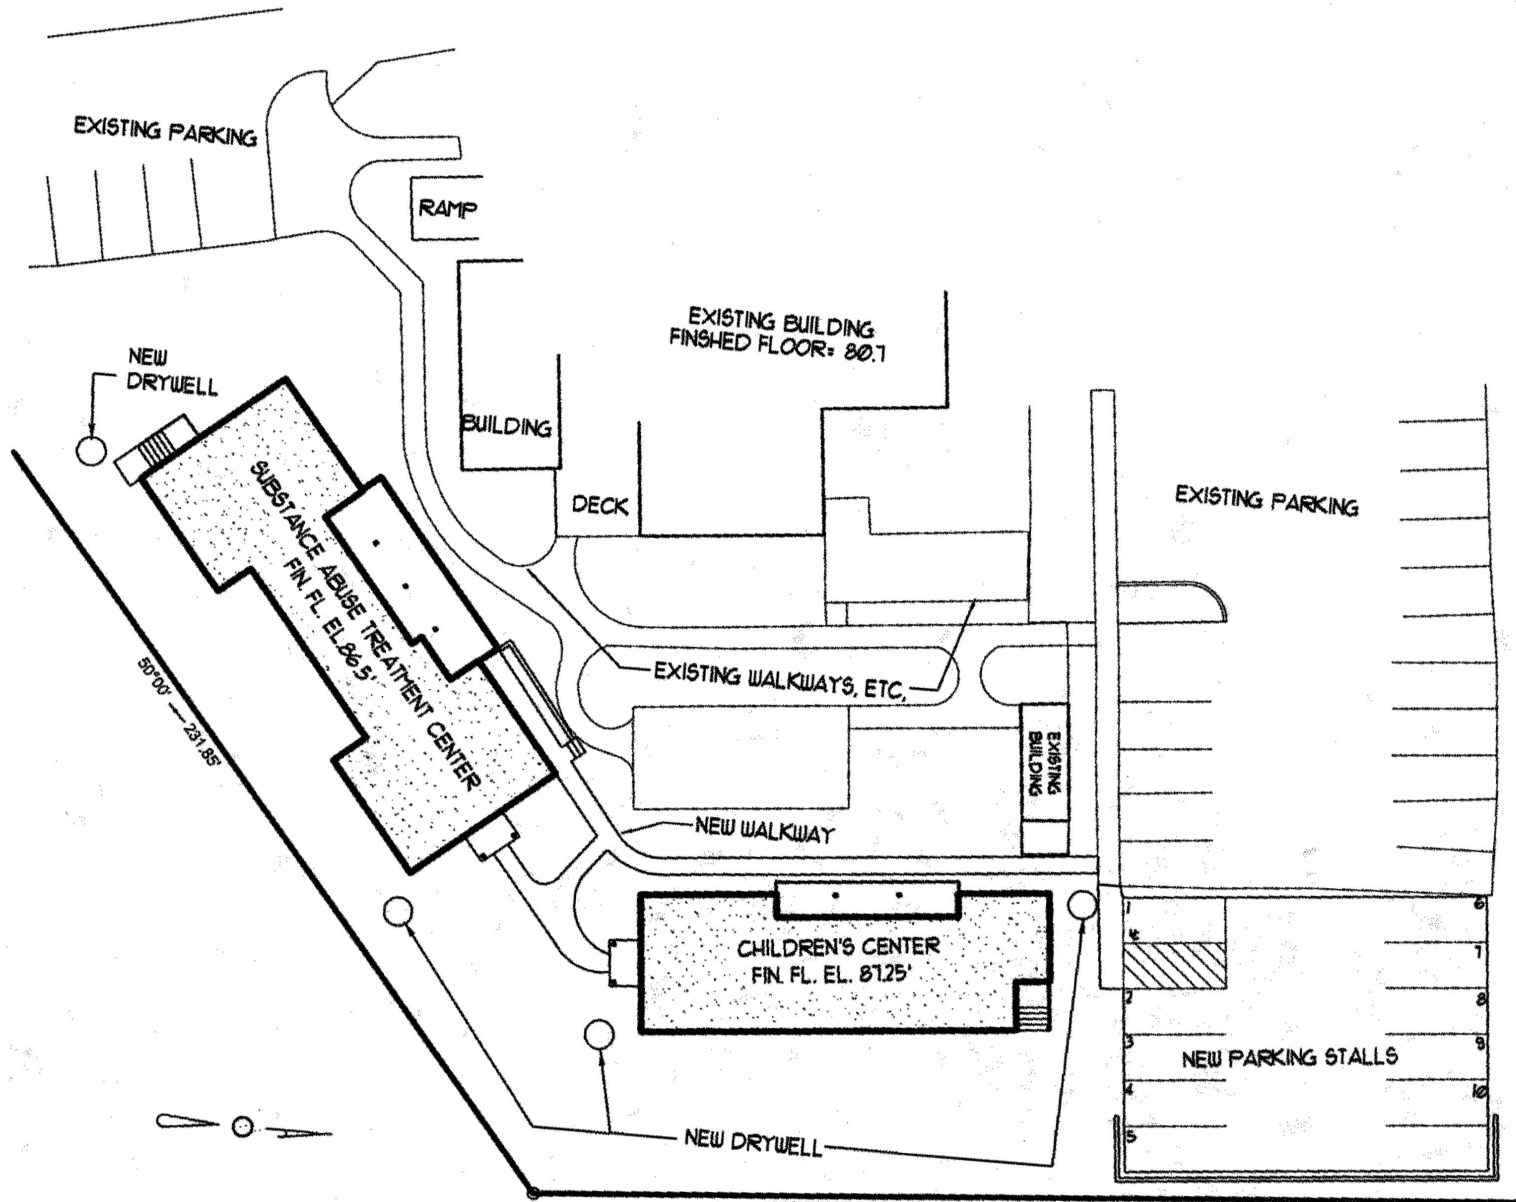 EXISTING PARKING
RAMP
EXISTING BUILDING
FINSHED FLOOR= 80.7
NEW
DRYWELL
BUILDING
DECK
EXISTING PARKING
SUBSTANCE ABUSE TREATMENT CENTER
FIN. FL. EL.86.5'
50°00' — 231.85'
EXISTING WALKWAYS, ETC,
EXISTING
BUILDING
NEW WALKWAY
CHILDREN'S CENTER
FIN. FL. EL. 87.25'
1
6
7
2
8
3
9
NEW PARKING STALLS
4
10
5
NEW DRYWELL